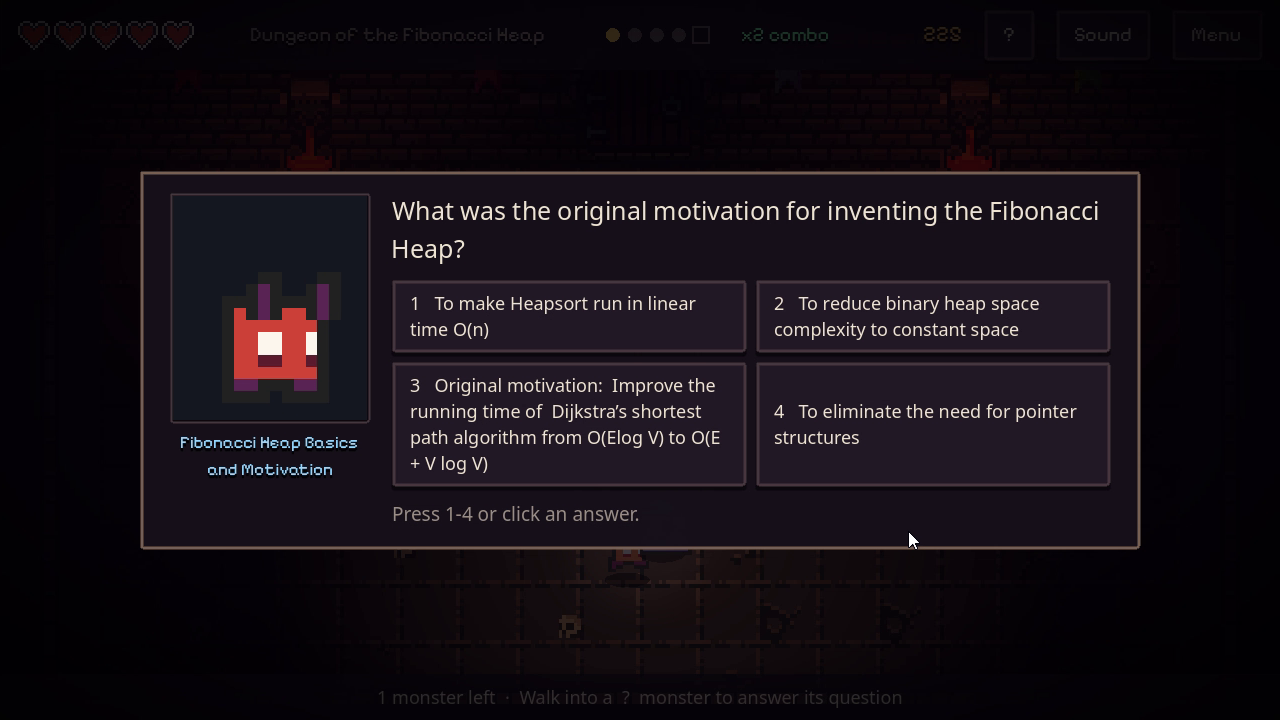 Dungeon of the Fibonacci Heap
x2 combo
225
?
Sound
Menu
What was the original motivation for inventing the Fibonacci
Heap?
1 To make Heapsort run in linear
time O(n)
2 To reduce binary heap space
complexity to constant space
3 Original motivation: Improve the
running time of Dijkstra’s shortest
path algorithm from O(Elog V) to O(E
+ V log V)
4 To eliminate the need for pointer
structures
Fibonacci Heap Basics
and Motivation
Press 1-4 or click an answer.
1 monster left · Walk into a ? monster to answer its question